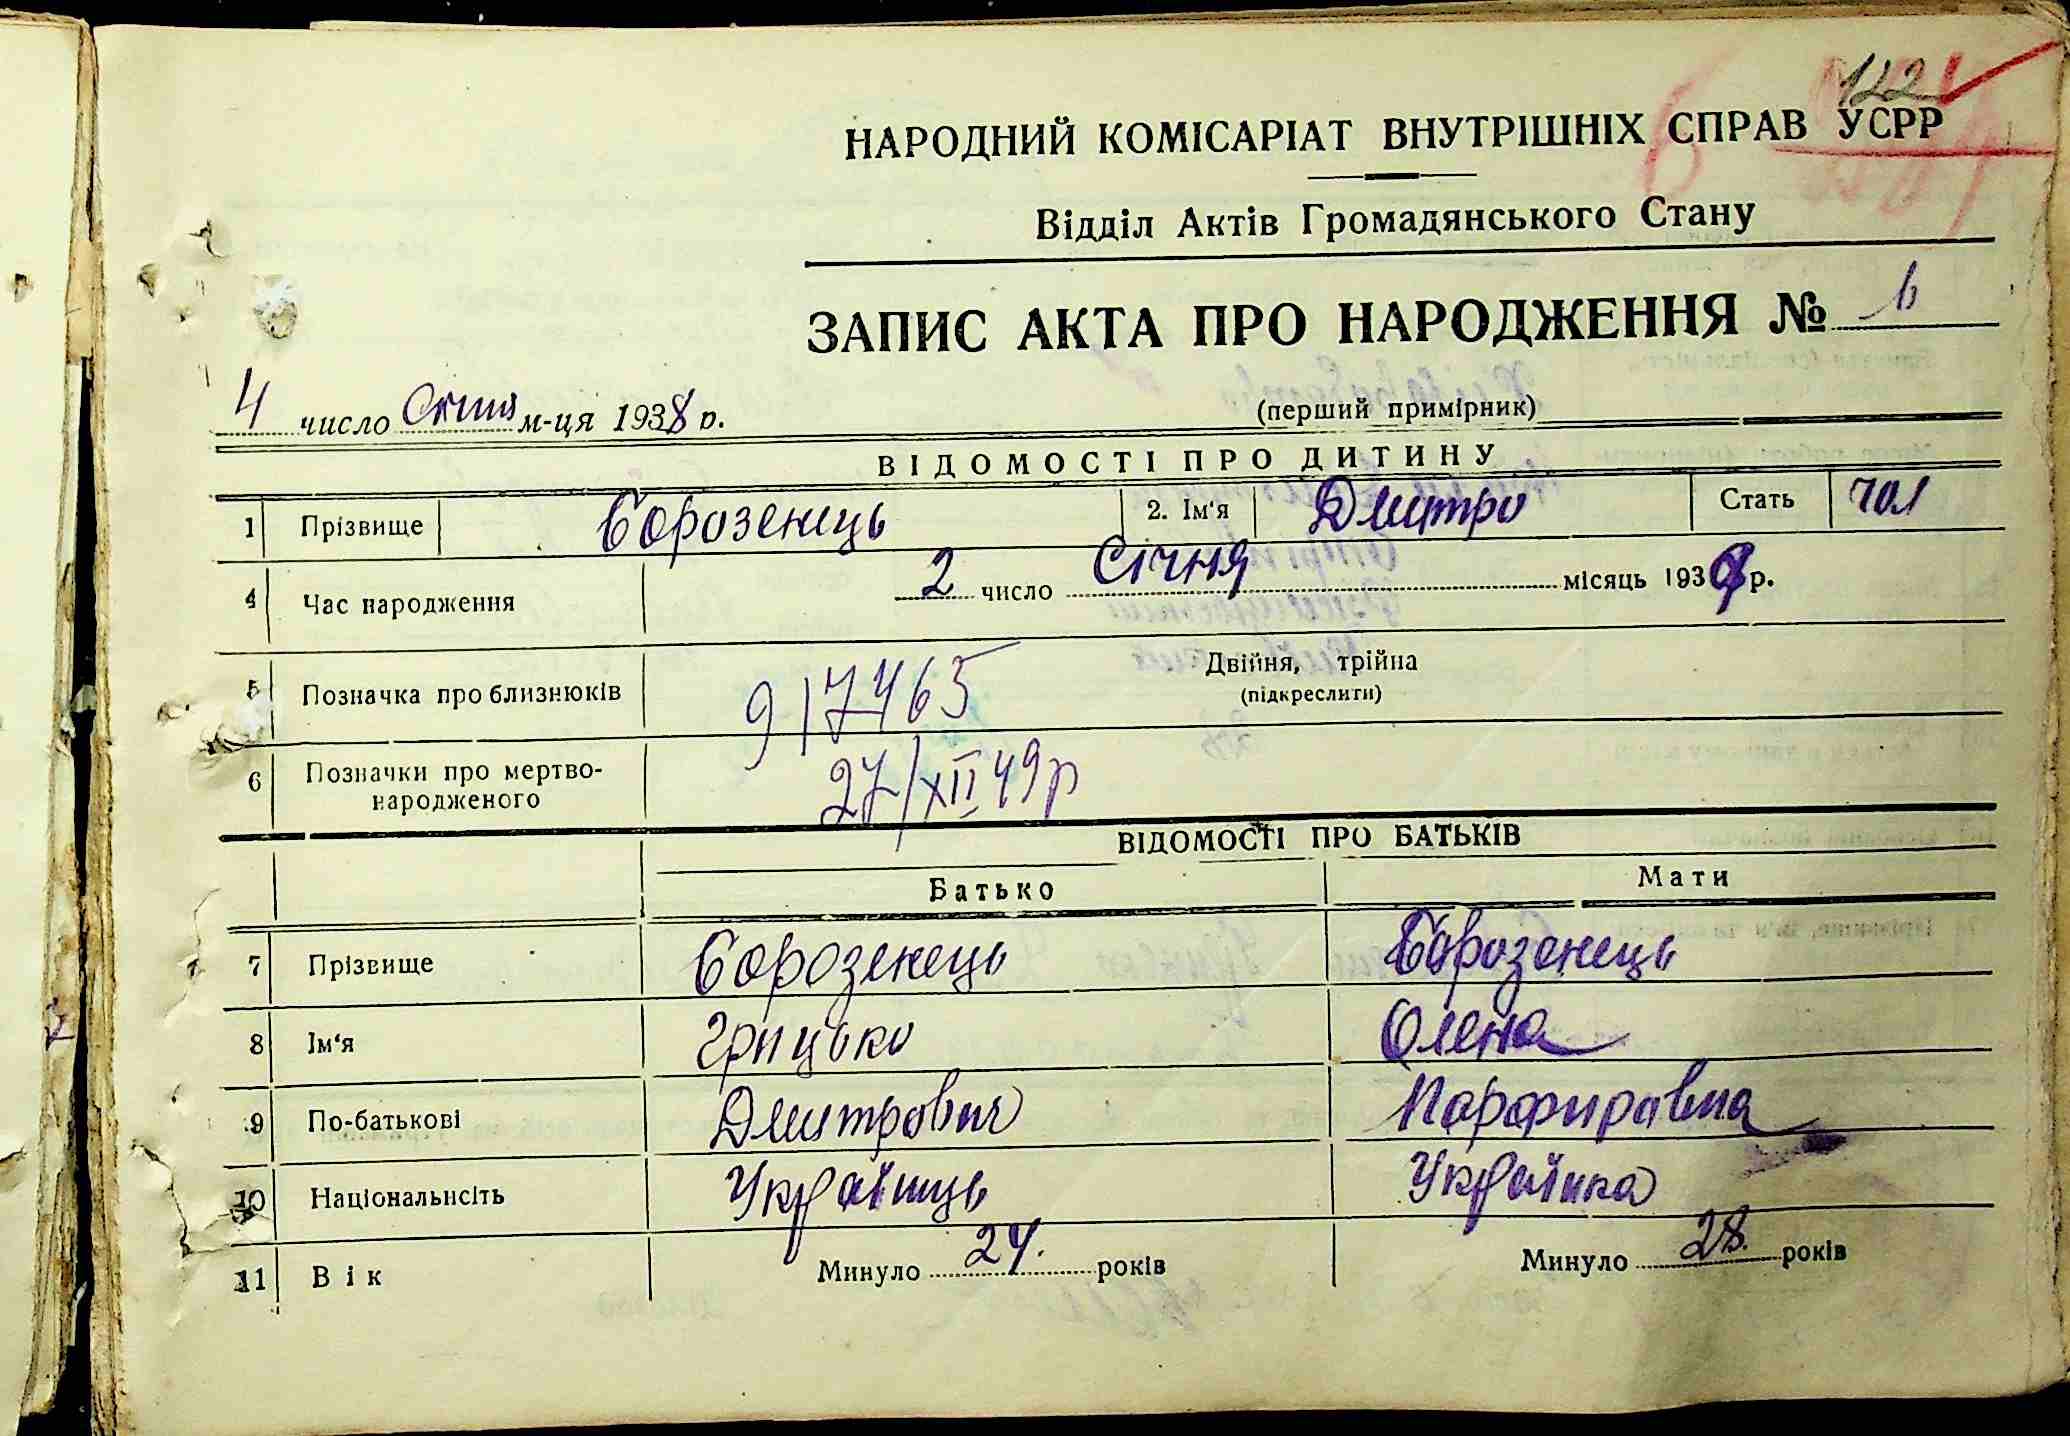 122
НАРОДНИЙ КОМІСАРІАТ ВНУТРІШНІХ СПРАВ УСРР
Відділ Актів Громадянського Стану
ЗАПИС АКТА ПРО НАРОДЖЕННЯ № 6
4 число Січня м-ця 1938 р.
(перший примірник)
ВІДОМОСТІ ПРО ДИТИНУ
1 Прізвище Борозенець 2. Ім'я Дмитро Стать чол
4 Час народження 2 число Січня місяць 1938 р.
5 Позначка про близнюків 917465 Двійня, трійна
(підкреслити)
6 Позначки про мертво-
народженого 27/XII 49 р
ВІДОМОСТІ ПРО БАТЬКІВ
Батько Мати
7 Прізвище Борозенець Борозенець
8 Ім'я Грицько Олена
9 По-батькові Дмитрович Парфировна
10 Національність Українць Українка
11 Вік Минуло 24. років Минуло 28. років